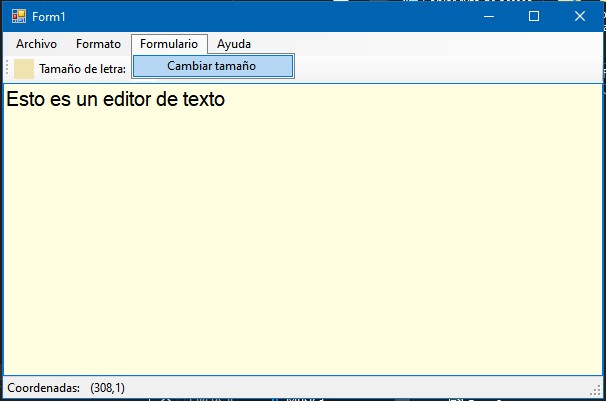 Form1
Archivo Formato Formulario Ayuda
Tamaño de letra:
Cambiar tamaño
Esto es un editor de texto
Coordenadas: (308,1)